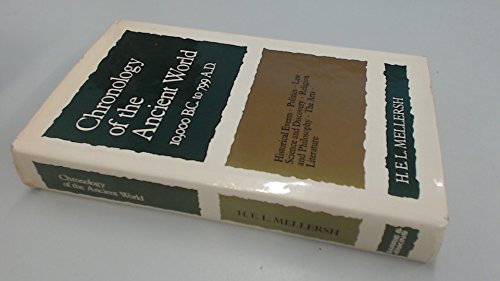 Chronology
of the
Ancient World
10,000 B.C. to 799 A.D.
Historical Events · Politics · Law
Science and Discovery · Religion
and Philosophy · The Arts ·
Literature
H. E. L. MELLERSH
Chronology
of the Ancient World
H. E. L. MELLERSH